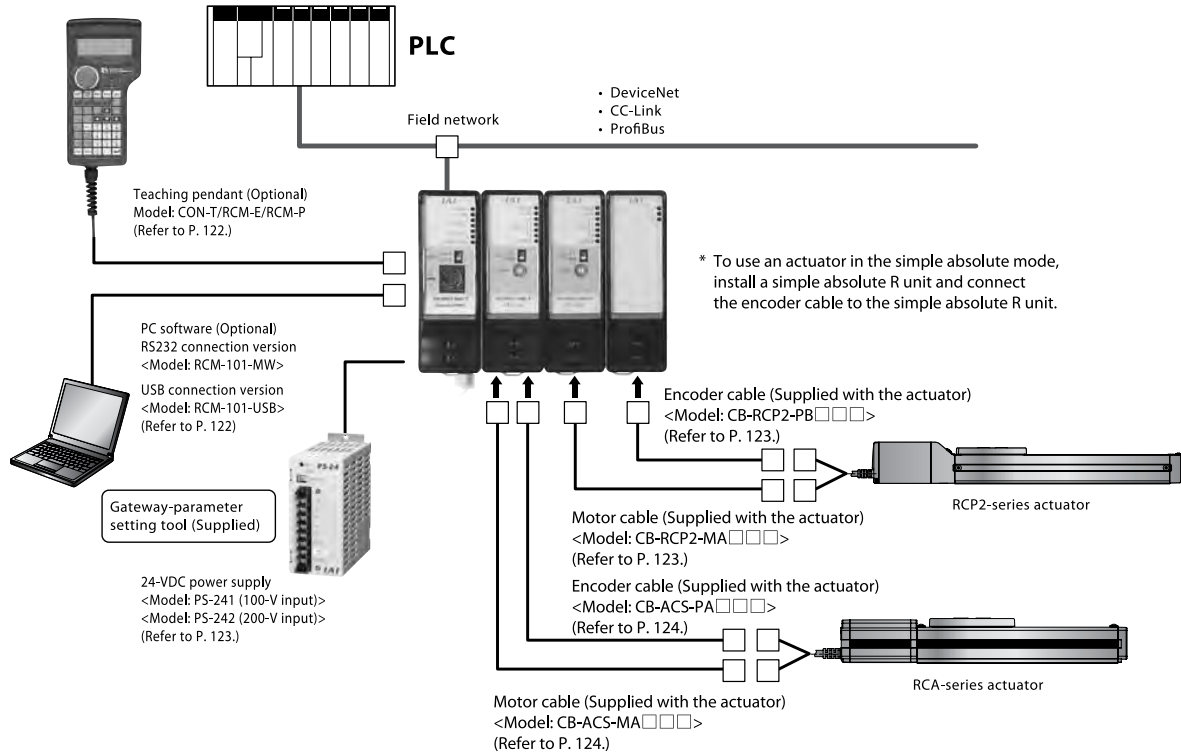 PLC
• DeviceNet
• CC-Link
• ProfiBus
Field network
Teaching pendant (Optional)
Model: CON-T/RCM-E/RCM-P
(Refer to P. 122.)
* To use an actuator in the simple absolute mode,
install a simple absolute R unit and connect
the encoder cable to the simple absolute R unit.
PC software (Optional)
RS232 connection version
<Model: RCM-101-MW>
USB connection version
<Model: RCM-101-USB>
(Refer to P. 122)
Encoder cable (Supplied with the actuator)
<Model: CB-RCP2-PB□□□>
(Refer to P. 123.)
PS-24
IAI
Gateway-parameter
setting tool (Supplied)
RCP2-series actuator
Motor cable (Supplied with the actuator)
<Model: CB-RCP2-MA□□□>
(Refer to P. 123.)
24-VDC power supply
<Model: PS-241 (100-V input)>
<Model: PS-242 (200-V input)>
(Refer to P. 123.)
Encoder cable (Supplied with the actuator)
<Model: CB-ACS-PA□□□>
(Refer to P. 124.)
RCA-series actuator
Motor cable (Supplied with the actuator)
<Model: CB-ACS-MA□□□>
(Refer to P. 124.)